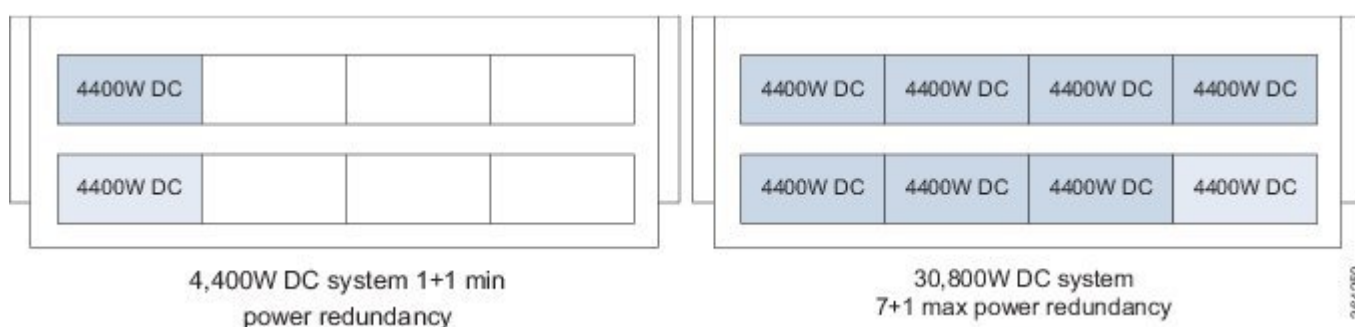 4400W DC
4400W DC
4,400W DC system 1+1 min
power redundancy
4400W DC 4400W DC 4400W DC 4400W DC
4400W DC 4400W DC 4400W DC 4400W DC
30,800W DC system
7+1 max power redundancy